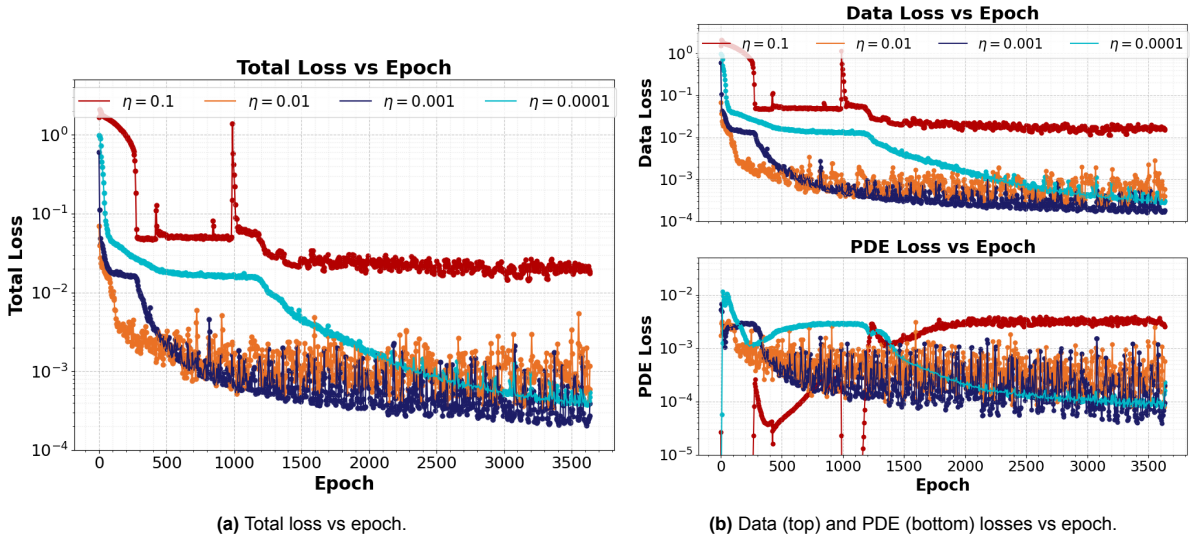 Total Loss vs Epoch
η = 0.1 η = 0.01 η = 0.001 η = 0.0001
Total Loss
10⁰
10⁻¹
10⁻²
10⁻³
10⁻⁴
0 500 1000 1500 2000 2500 3000 3500
Epoch
(a) Total loss vs epoch.
Data Loss vs Epoch
η = 0.1 η = 0.01 η = 0.001 η = 0.0001
Data Loss
10⁰
10⁻¹
10⁻²
10⁻³
10⁻⁴
PDE Loss vs Epoch
PDE Loss
10⁻²
10⁻³
10⁻⁴
10⁻⁵
0 500 1000 1500 2000 2500 3000 3500
Epoch
(b) Data (top) and PDE (bottom) losses vs epoch.